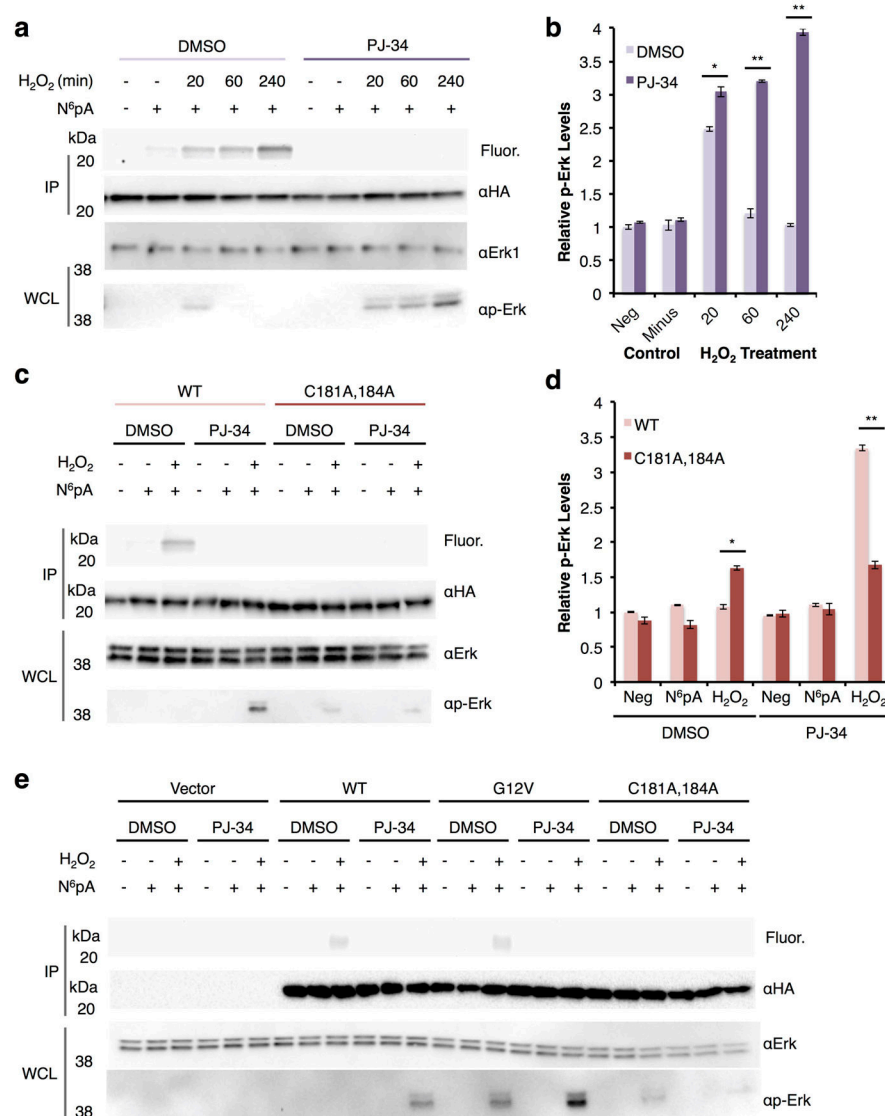 a
DMSO PJ-34
H₂O₂ (min) - - 20 60 240 - - 20 60 240
N⁶pA - + + + + - + + + +
kDa
20
IP
Fluor.
20
αHA
38
αErk1
WCL
38
αp-Erk
b
Relative p-Erk Levels
4
3.5
3
2.5
2
1.5
1
0.5
0
DMSO
PJ-34
* ** **
Neg Minus 20 60 240
Control H₂O₂ Treatment
c
WT C181A,184A
DMSO PJ-34 DMSO PJ-34
H₂O₂ - - + - - + - - + - - +
N⁶pA - + + - + + - + + - + +
kDa
20
IP
Fluor.
kDa
20
αHA
38
αErk
WCL
38
αp-Erk
d
Relative p-Erk Levels
4
3.5
3
2.5
2
1.5
1
0.5
0
WT
C181A,184A
* **
Neg N⁶pA H₂O₂ Neg N⁶pA H₂O₂
DMSO PJ-34
e
Vector WT G12V C181A,184A
DMSO PJ-34 DMSO PJ-34 DMSO PJ-34 DMSO PJ-34
H₂O₂ - - + - - + - - + - - + - - + - - + - - + - - +
N⁶pA - + + - + + - + + - + + - + + - + + - + + - + +
kDa
20
IP
Fluor.
kDa
20
αHA
38
αErk
WCL
38
αp-Erk